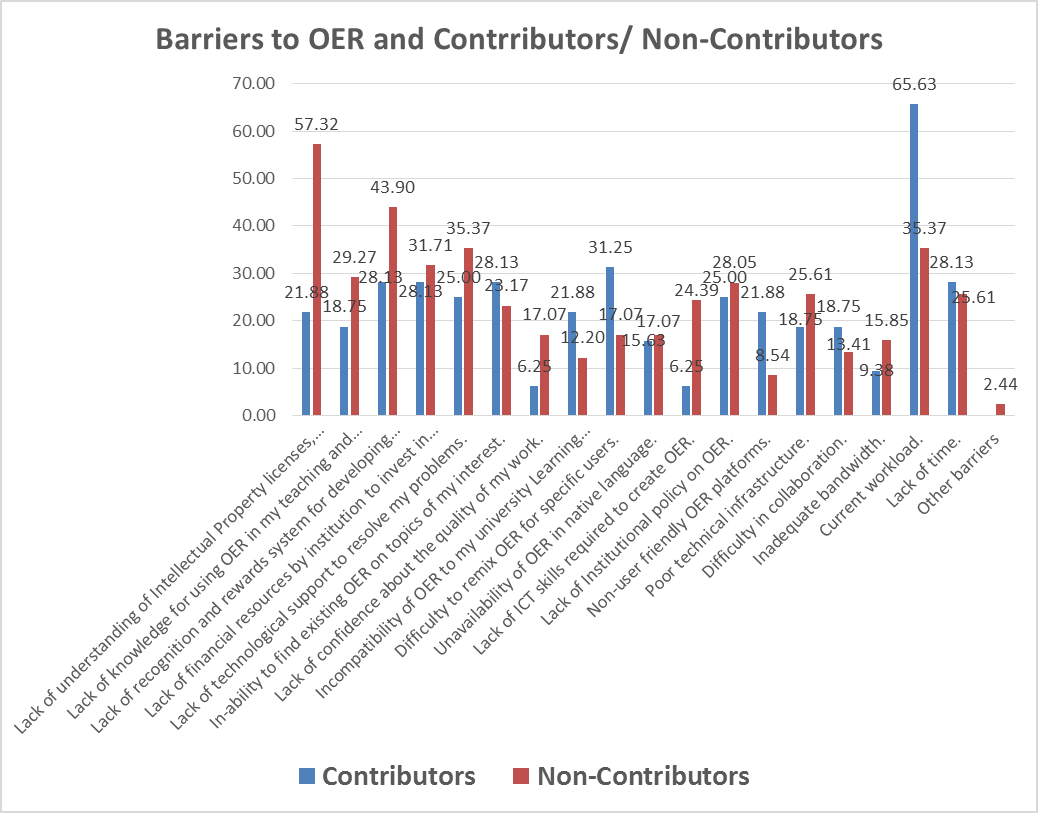 Barriers to OER and Contrributors/ Non-Contributors
70.00
60.00
50.00
40.00
30.00
20.00
10.00
0.00
21.88
57.32
18.75
29.27
28.13
43.90
28.13
31.71
25.00
35.37
28.13
23.17
6.25
17.07
21.88
12.20
31.25
17.07
15.63
17.07
6.25
24.39
25.00
28.05
21.88
8.54
18.75
25.61
18.75
13.41
9.38
15.85
65.63
35.37
28.13
25.61
2.44
Lack of understanding of Intellectual Property licenses,...
Lack of knowledge for using OER in my teaching and...
Lack of recognition and rewards system for developing...
Lack of financial resources by institution to invest in...
Lack of technological support to resolve my problems.
In-ability to find existing OER on topics of my interest.
Lack of confidence about the quality of my work.
Incompatibility of OER to my university Learning...
Difficulty to remix OER for specific users.
Unavailability of OER in native language.
Lack of ICT skills required to create OER.
Lack of Institutional policy on OER.
Non-user friendly OER platforms.
Poor technical infrastructure.
Difficulty in collaboration.
Inadequate bandwidth.
Current workload.
Lack of time.
Other barriers
Contributors
Non-Contributors